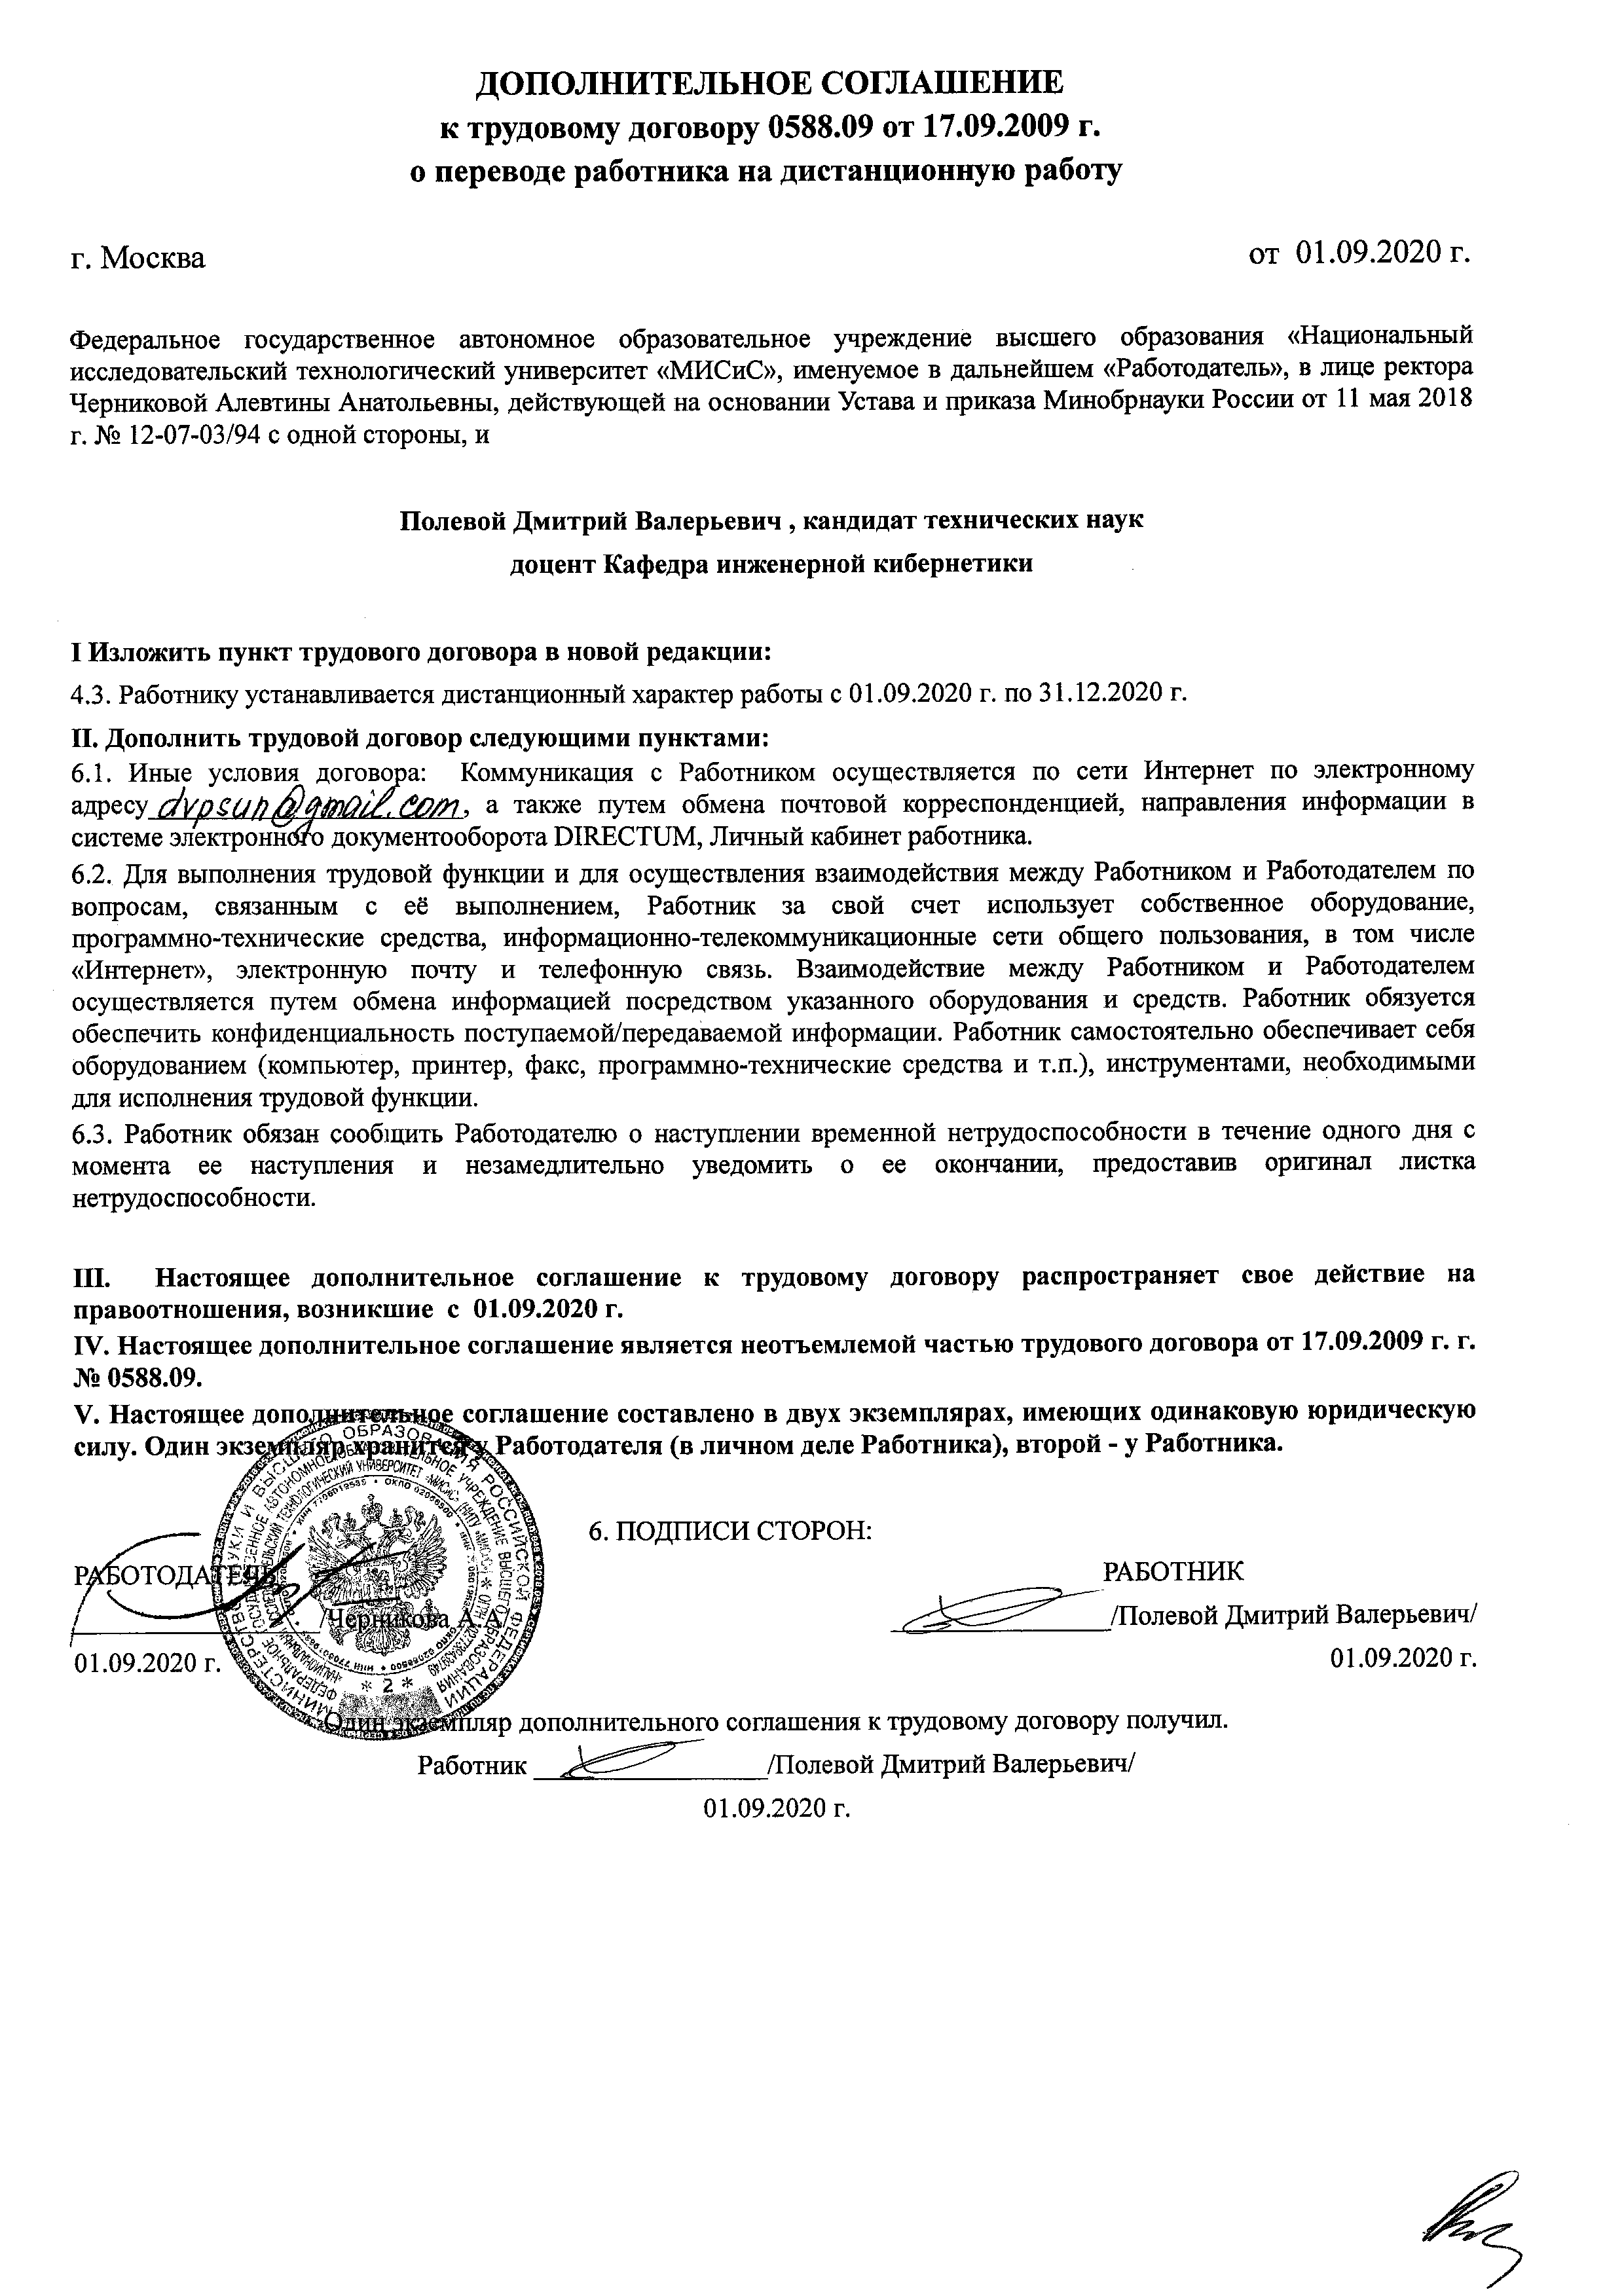 ДОПОЛНИТЕЛЬНОЕ СОГЛАШЕНИЕ
к трудовому договору 0588.09 от 17.09.2009 г.
о переводе работника на дистанционную работу
г. Москва
от 01.09.2020 г.
Федеральное государственное автономное образовательное учреждение высшего образования «Национальный
исследовательский технологический университет «МИСиС», именуемое в дальнейшем «Работодатель», в лице ректора
Черниковой Алевтины Анатольевны, действующей на основании Устава и приказа Минобрнауки России от 11 мая 2018
г. № 12-07-03/94 с одной стороны, и
Полевой Дмитрий Валерьевич , кандидат технических наук
доцент Кафедра инженерной кибернетики
I Изложить пункт трудового договора в новой редакции:
4.3. Работнику устанавливается дистанционный характер работы с 01.09.2020 г. по 31.12.2020 г.
II. Дополнить трудовой договор следующими пунктами:
6.1. Иные условия договора: Коммуникация с Работником осуществляется по сети Интернет по электронному
адресу dvpsun@gmail.com, а также путем обмена почтовой корреспонденцией, направления информации в
системе электронного документооборота DIRECTUM, Личный кабинет работника.
6.2. Для выполнения трудовой функции и для осуществления взаимодействия между Работником и Работодателем по
вопросам, связанным с её выполнением, Работник за свой счет использует собственное оборудование,
программно-технические средства, информационно-телекоммуникационные сети общего пользования, в том числе
«Интернет», электронную почту и телефонную связь. Взаимодействие между Работником и Работодателем
осуществляется путем обмена информацией посредством указанного оборудования и средств. Работник обязуется
обеспечить конфиденциальность поступаемой/передаваемой информации. Работник самостоятельно обеспечивает себя
оборудованием (компьютер, принтер, факс, программно-технические средства и т.п.), инструментами, необходимыми
для исполнения трудовой функции.
6.3. Работник обязан сообщить Работодателю о наступлении временной нетрудоспособности в течение одного дня с
момента ее наступления и незамедлительно уведомить о ее окончании, предоставив оригинал листка
нетрудоспособности.
III. Настоящее дополнительное соглашение к трудовому договору распространяет свое действие на
правоотношения, возникшие с 01.09.2020 г.
IV. Настоящее дополнительное соглашение является неотъемлемой частью трудового договора от 17.09.2009 г. г.
№ 0588.09.
V. Настоящее дополнительное соглашение составлено в двух экземплярах, имеющих одинаковую юридическую
силу. Один экземпляр хранится у Работодателя (в личном деле Работника), второй - у Работника.
6. ПОДПИСИ СТОРОН:
РАБОТОДАТЕЛЬ
РАБОТНИК
/Черникова А.А./
/Полевой Дмитрий Валерьевич/
01.09.2020 г.
01.09.2020 г.
* 2 *
Один экземпляр дополнительного соглашения к трудовому договору получил.
Работник /Полевой Дмитрий Валерьевич/
01.09.2020 г.